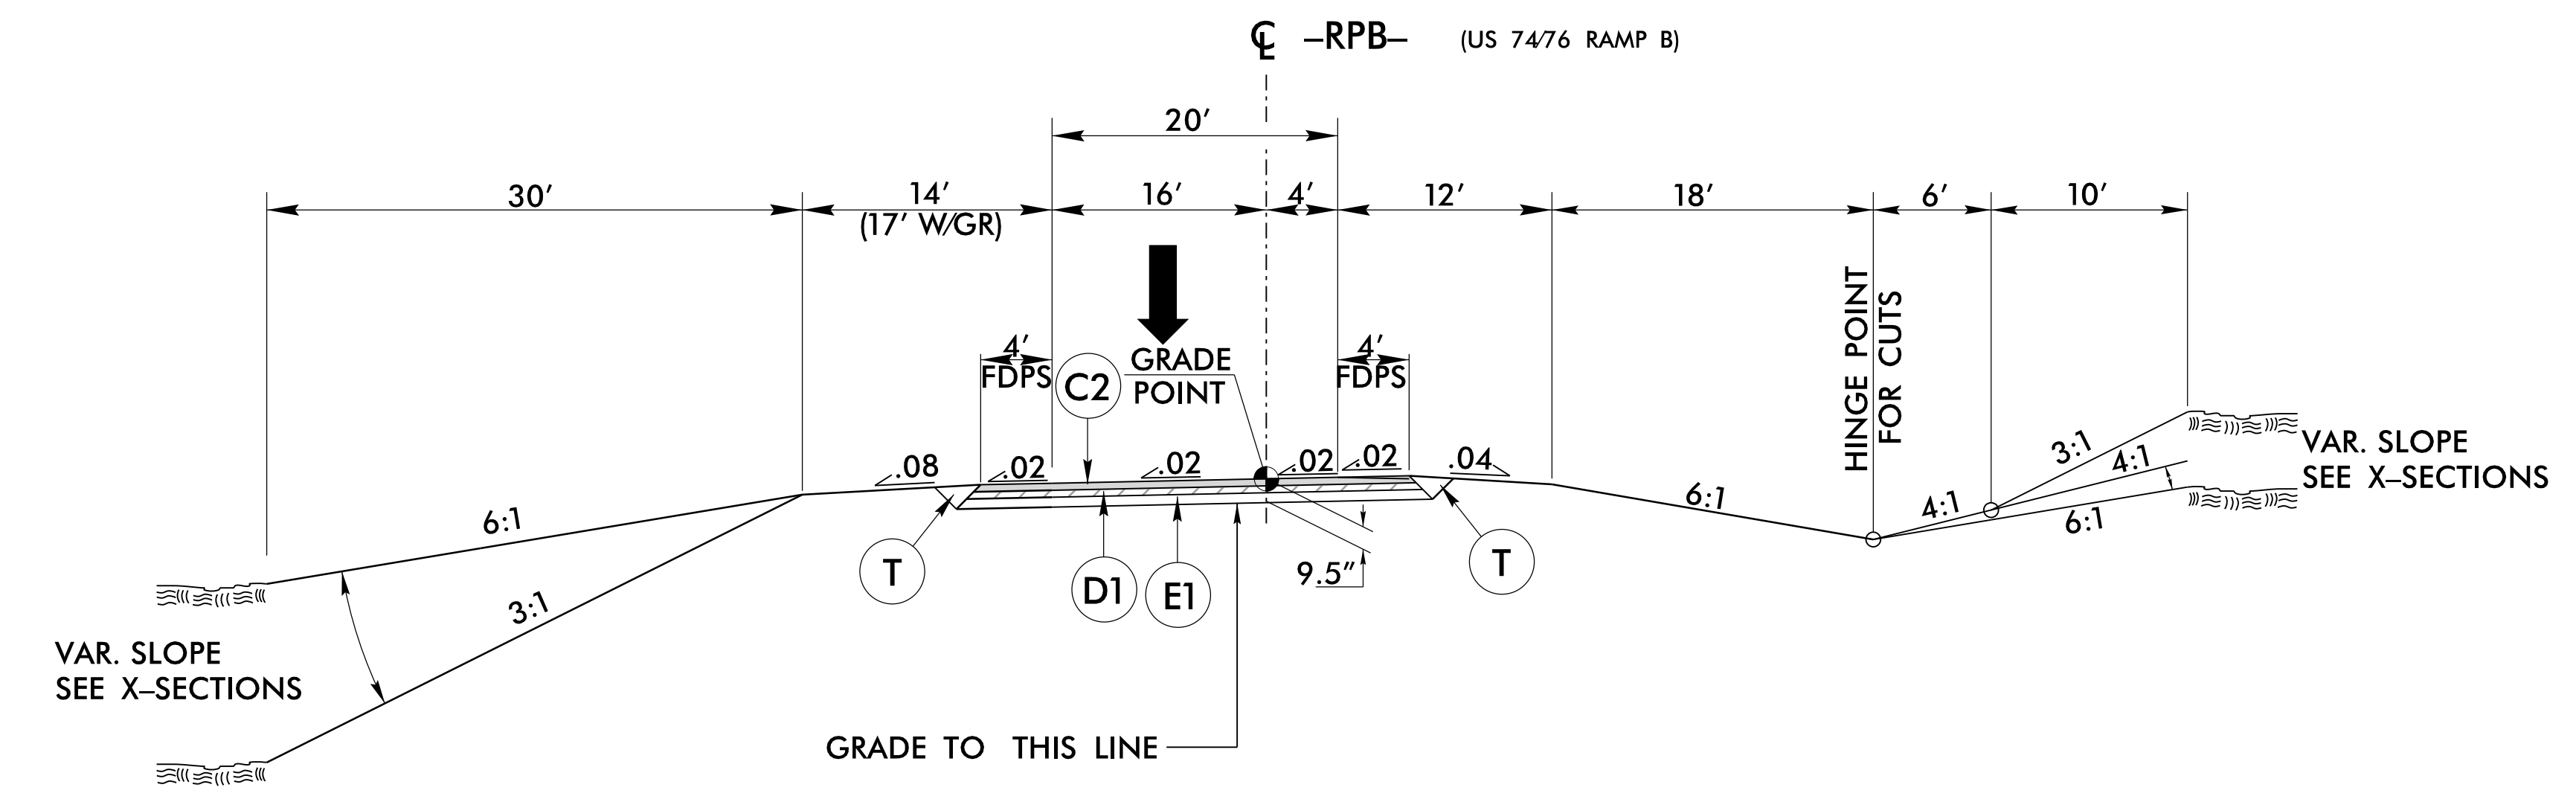 ℄ –RPB– (US 74/76 RAMP B)
20′
30′ 14′ 16′ 4′ 12′ 18′ 6′ 10′
(17′ W/GR)
4′ 4′
FDPS FDPS
C2
GRADE
POINT
HINGE POINT
FOR CUTS
.08 .02 .02 .02 .02 .04
3:1
4:1
VAR. SLOPE
SEE X–SECTIONS
6:1
6:1
4:1
6:1
T
D1
E1
9.5″
T
3:1
VAR. SLOPE
SEE X–SECTIONS
GRADE TO THIS LINE